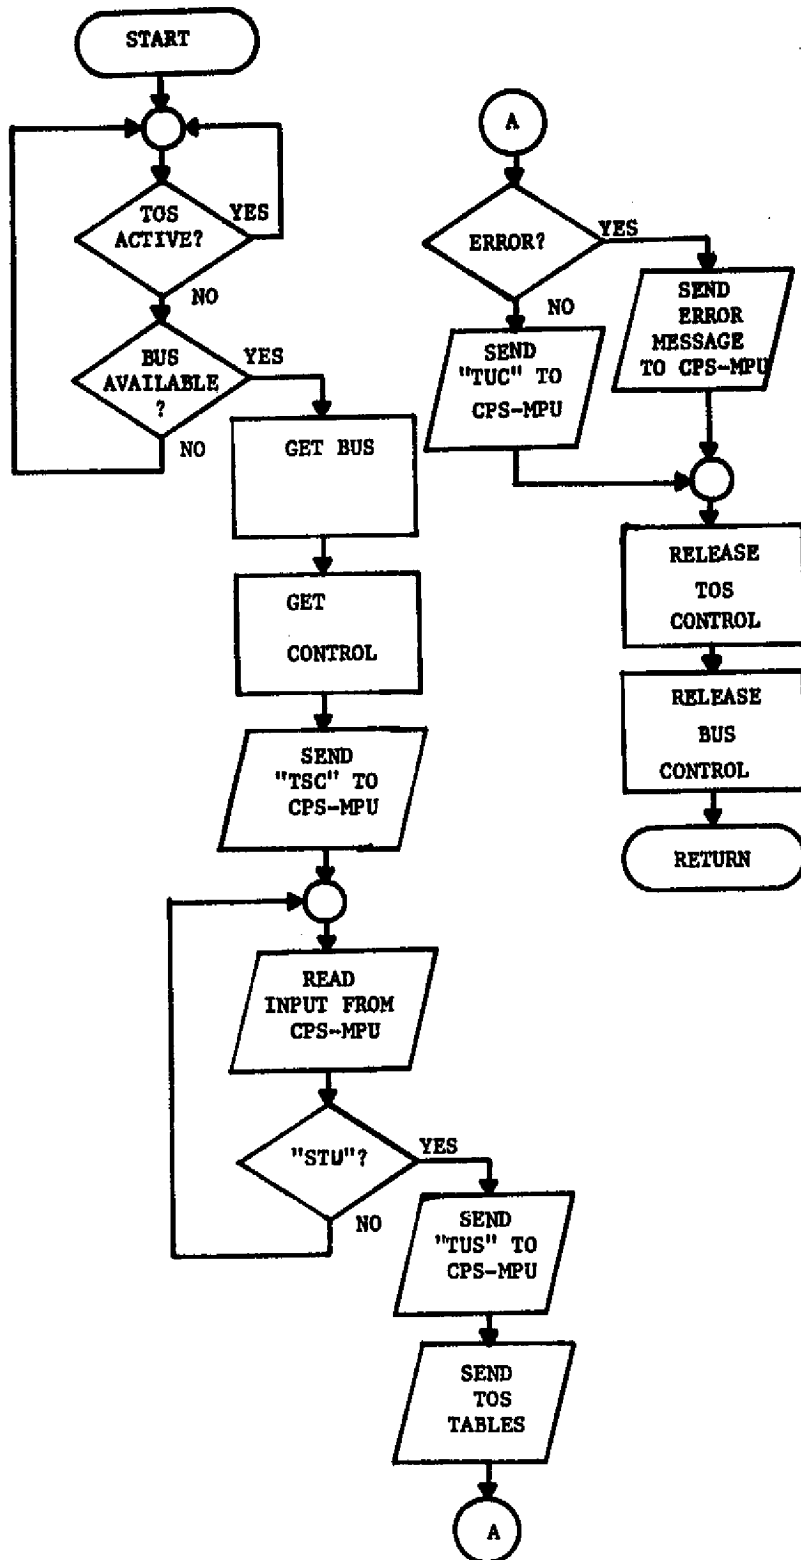 START
TOS
ACTIVE?
YES
NO
BUS
AVAILABLE
?
YES
NO
GET BUS
GET
CONTROL
SEND
"TSC" TO
CPS-MPU
READ
INPUT FROM
CPS-MPU
"STU"?
YES
NO
SEND
"TUS" TO
CPS-MPU
SEND
TOS
TABLES
A
A
ERROR?
YES
NO
SEND
"TUC" TO
CPS-MPU
SEND
ERROR
MESSAGE
TO CPS-MPU
RELEASE
TOS
CONTROL
RELEASE
BUS
CONTROL
RETURN